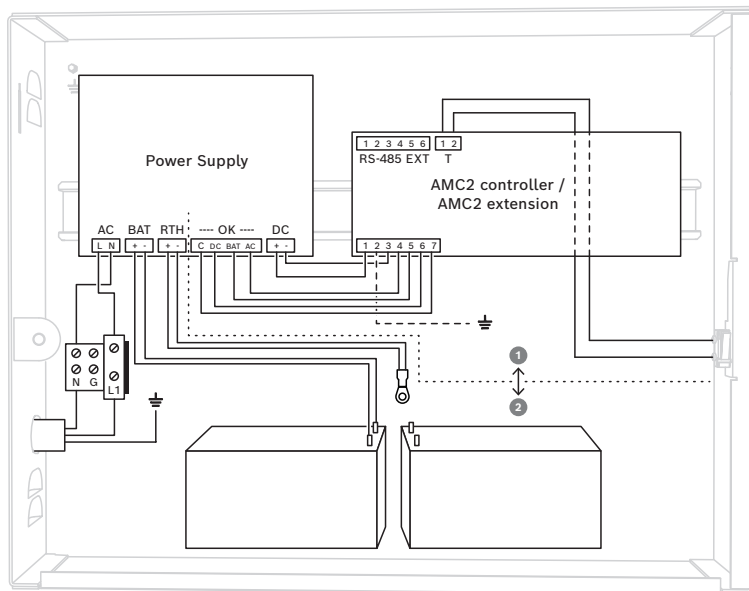 1 2 3 4 5 6 1 2
RS-485 EXT T
Power Supply
AMC2 controller /
AMC2 extension
AC BAT RTH ---- OK ---- DC
L N + - + - C DC BAT AC + -
1 2 3 4 5 6 7
1
N G
L1
2